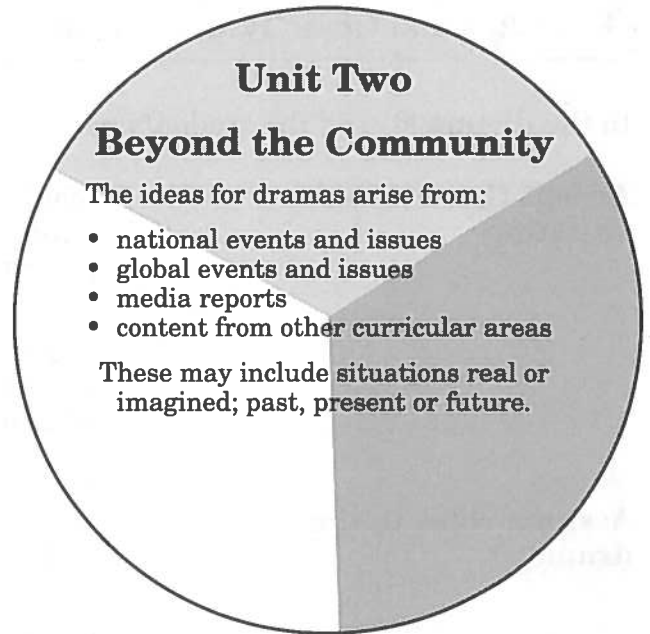 Unit Two
Beyond the Community
The ideas for dramas arise from:
• national events and issues
• global events and issues
• media reports
• content from other curricular areas
These may include situations real or
imagined; past, present or future.